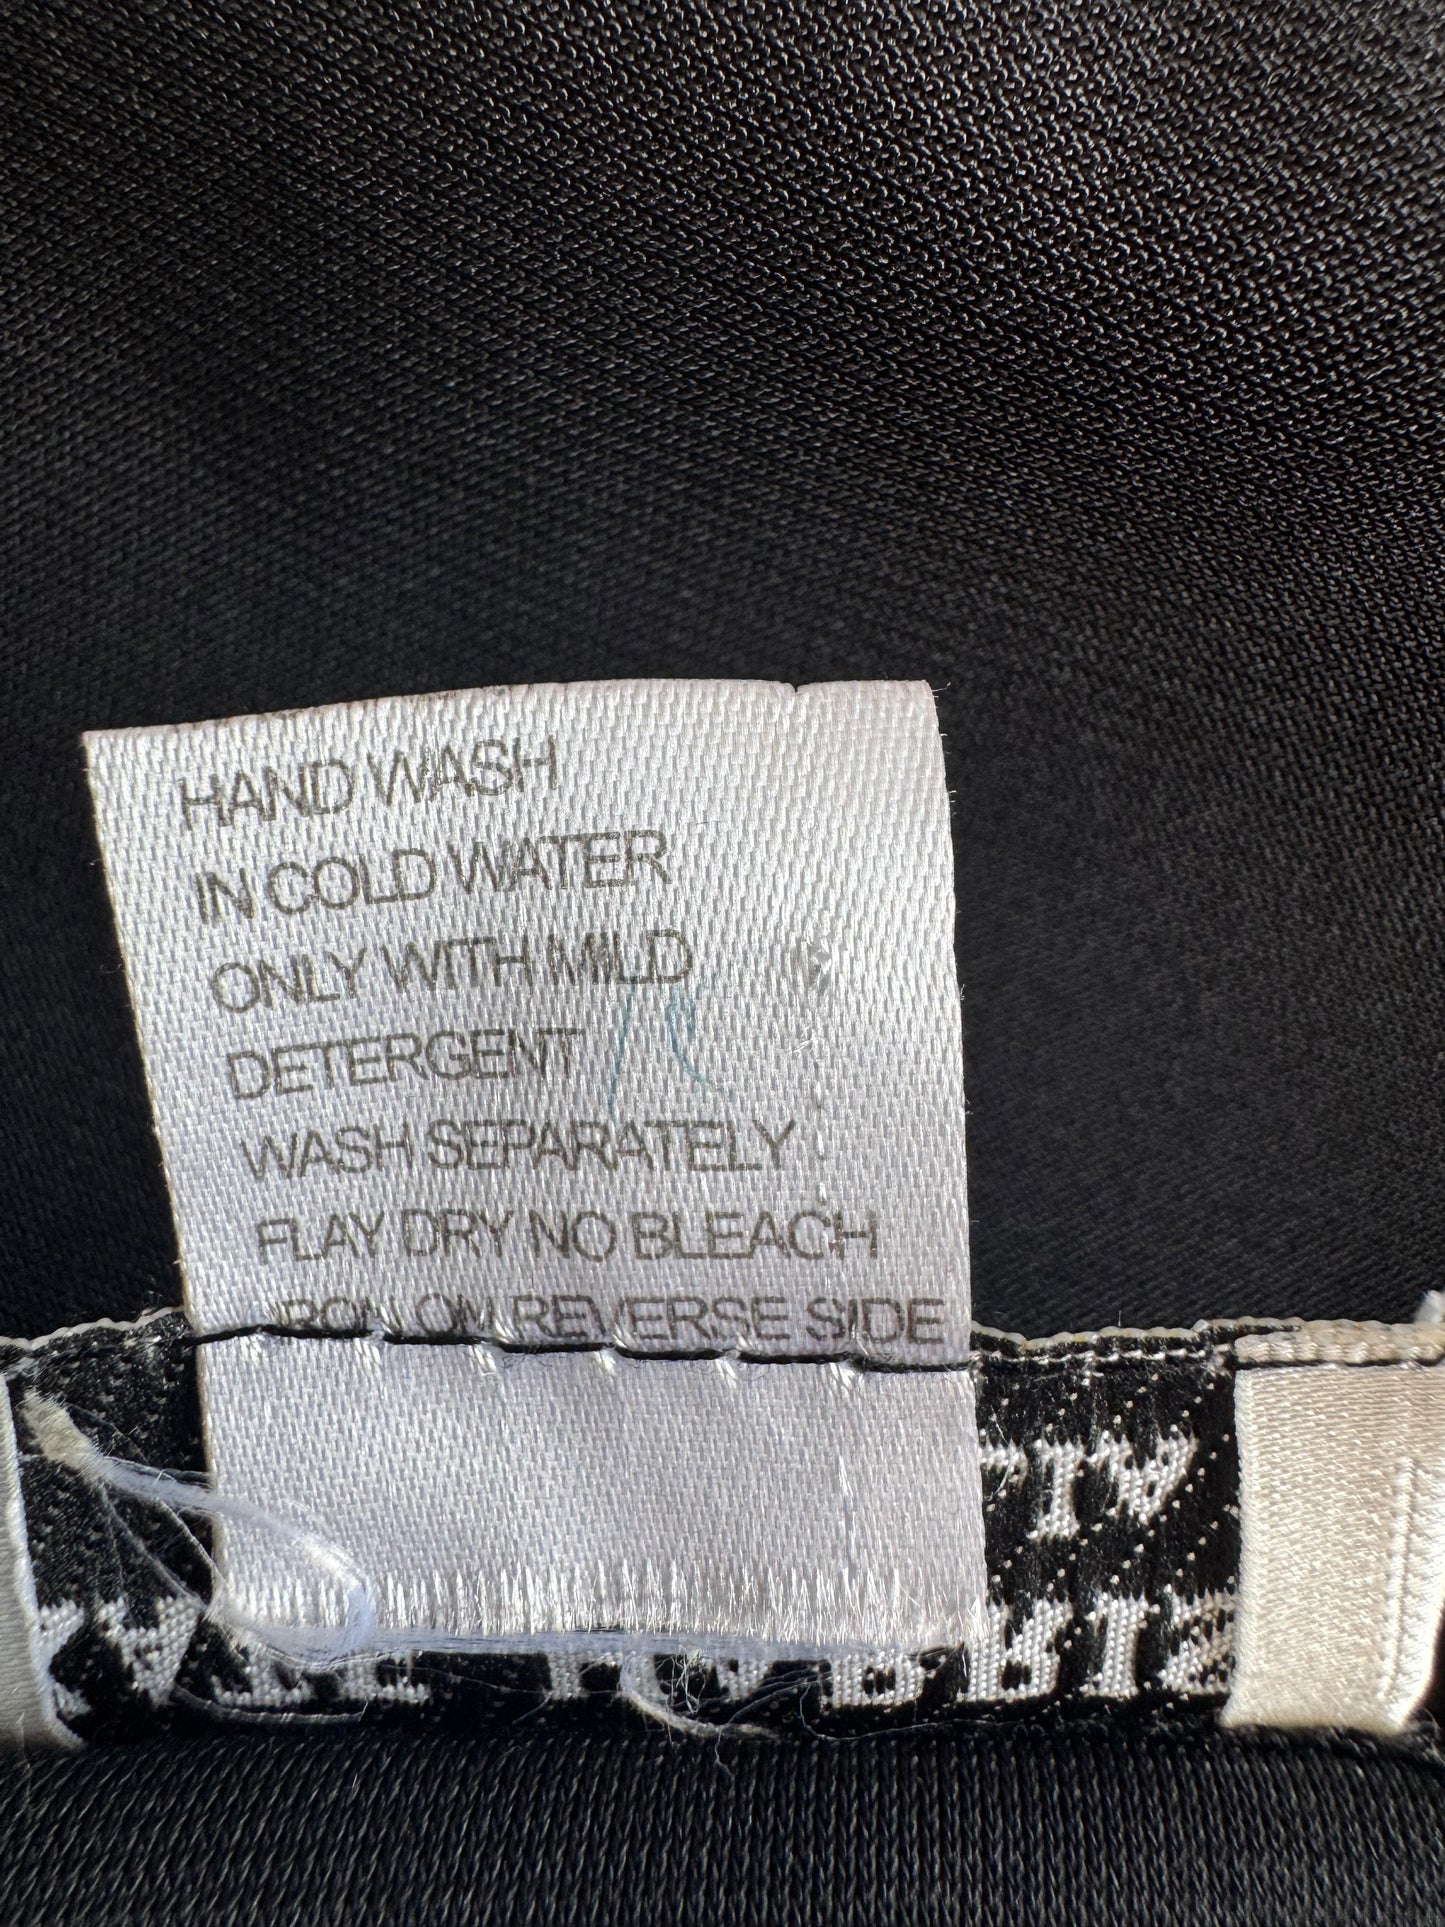 HAND WASH
IN COLD WATER
ONLY WITH MILD
DETERGENT
WASH SEPARATELY
FLAY DRY NO BLEACH
IRON OM REVERSE SIDE